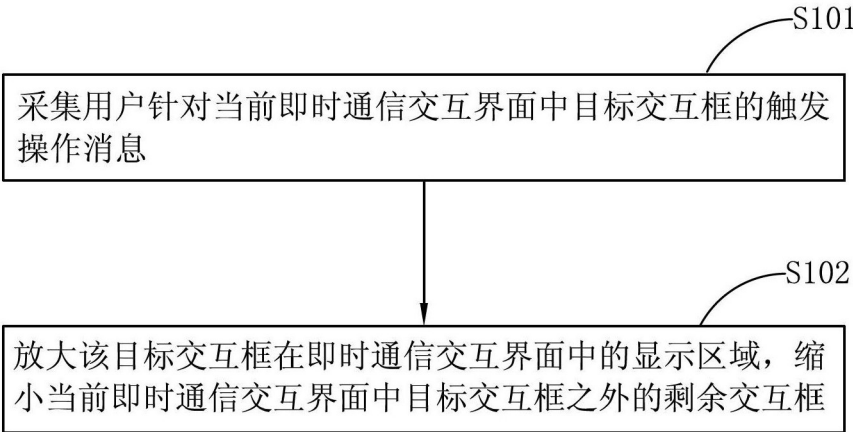 S101
采集用户针对当前即时通信交互界面中目标交互框的触发
操作消息
S102
放大该目标交互框在即时通信交互界面中的显示区域，缩
小当前即时通信交互界面中目标交互框之外的剩余交互框